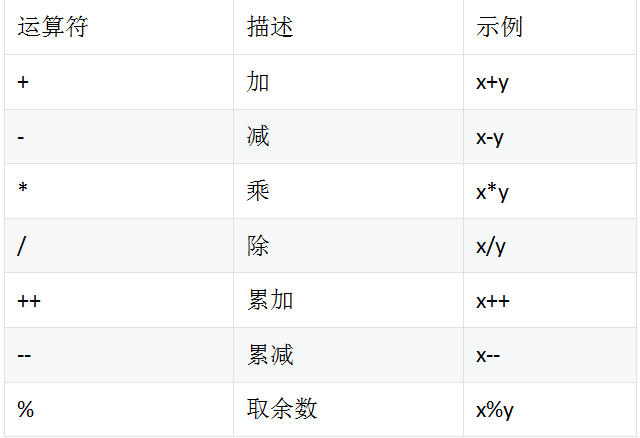 运算符 描述 示例
+ 加 x+y
- 减 x-y
* 乘 x*y
/ 除 x/y
++ 累加 x++
-- 累减 x--
% 取余数 x%y